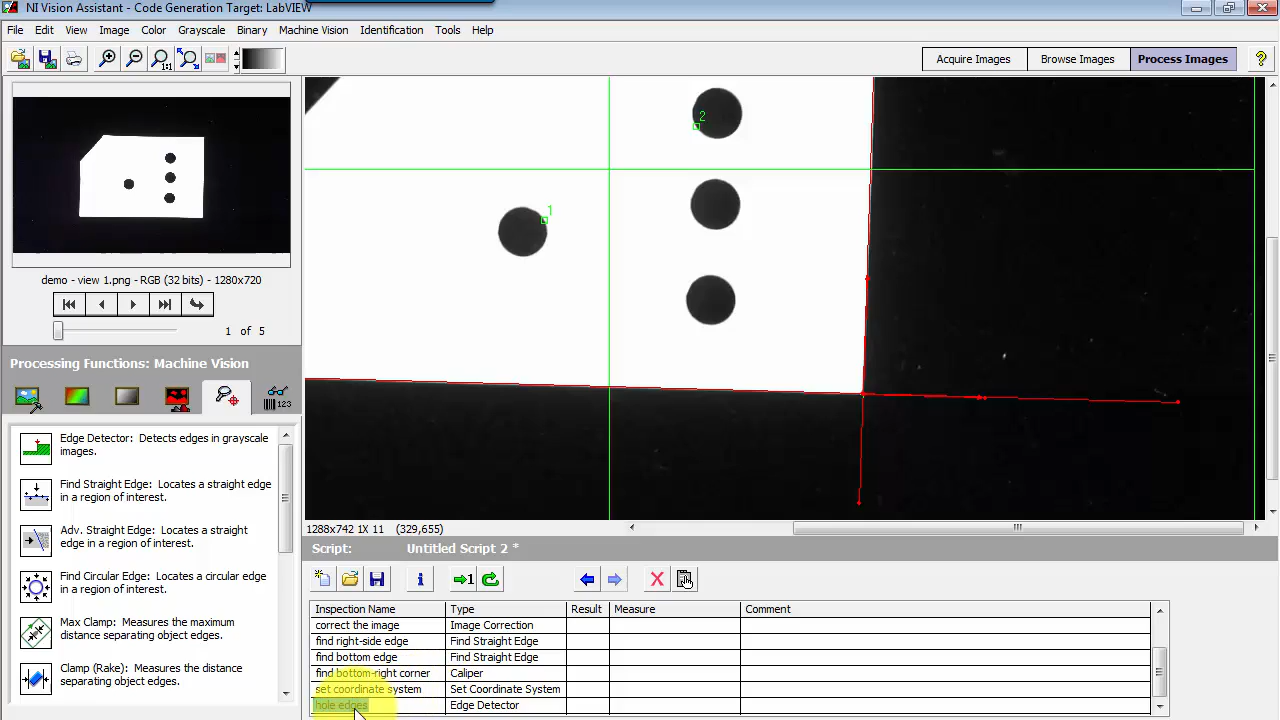 NI Vision Assistant - Code Generation Target: LabVIEW
File Edit View Image Color Grayscale Binary Machine Vision Identification Tools Help
1:1
Acquire Images Browse Images Process Images ?
demo - view 1.png - RGB (32 bits) - 1280x720
1 of 5
Processing Functions: Machine Vision
123
Edge Detector: Detects edges in grayscale
images.
Find Straight Edge: Locates a straight edge
in a region of interest.
Adv. Straight Edge: Locates a straight
edge in a region of interest.
Find Circular Edge: Locates a circular edge
in a region of interest.
Max Clamp: Measures the maximum
distance separating object edges.
Clamp (Rake): Measures the distance
separating object edges.
2
1
1288x742 1X 11 (329,655)
Script: Untitled Script 2 *
i 1
Inspection Name Type Result Measure Comment
correct the image Image Correction
find right-side edge Find Straight Edge
find bottom edge Find Straight Edge
find bottom-right corner Caliper
set coordinate system Set Coordinate System
hole edges Edge Detector